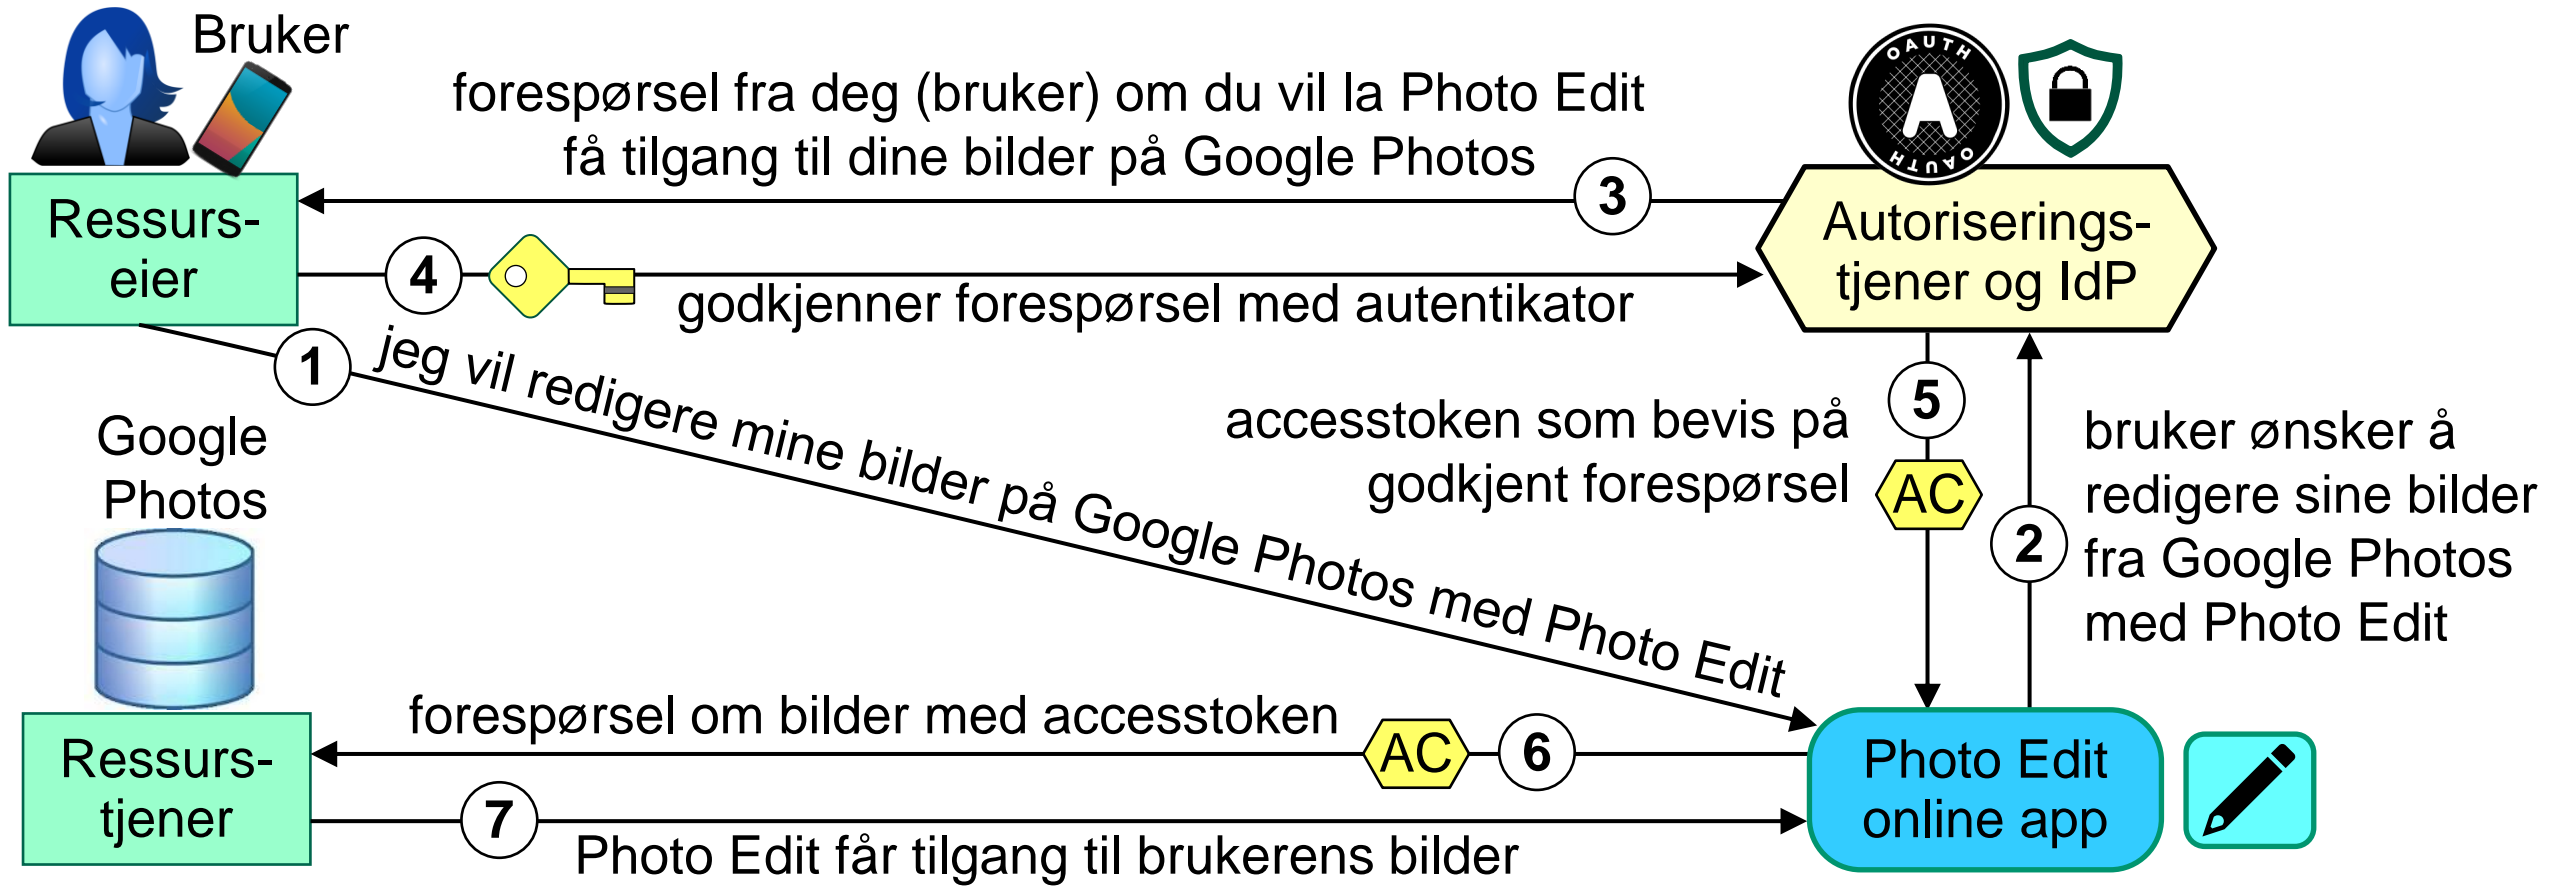 Bruker
OAUTH
A
OAUTH
forespørsel fra deg (bruker) om du vil la Photo Edit
få tilgang til dine bilder på Google Photos
3
Ressurs-
eier
Autoriserings-
tjener og IdP
4
godkjenner forespørsel med autentikator
1
jeg vil redigere mine bilder på Google Photos med Photo Edit
5
accesstoken som bevis på
godkjent forespørsel
AC
2
bruker ønsker å
redigere sine bilder
fra Google Photos
med Photo Edit
Google
Photos
forespørsel om bilder med accesstoken
AC
6
Ressurs-
tjener
7
Photo Edit får tilgang til brukerens bilder
Photo Edit
online app